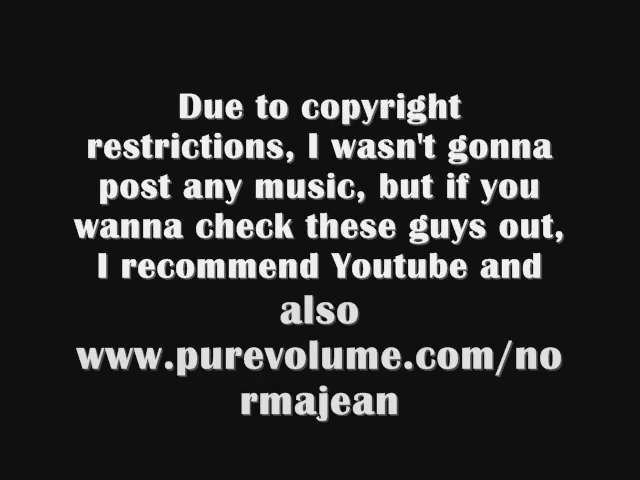 Due to copyright
restrictions, I wasn't gonna
post any music, but if you
wanna check these guys out,
I recommend Youtube and
also
www.purevolume.com/no
rmajean